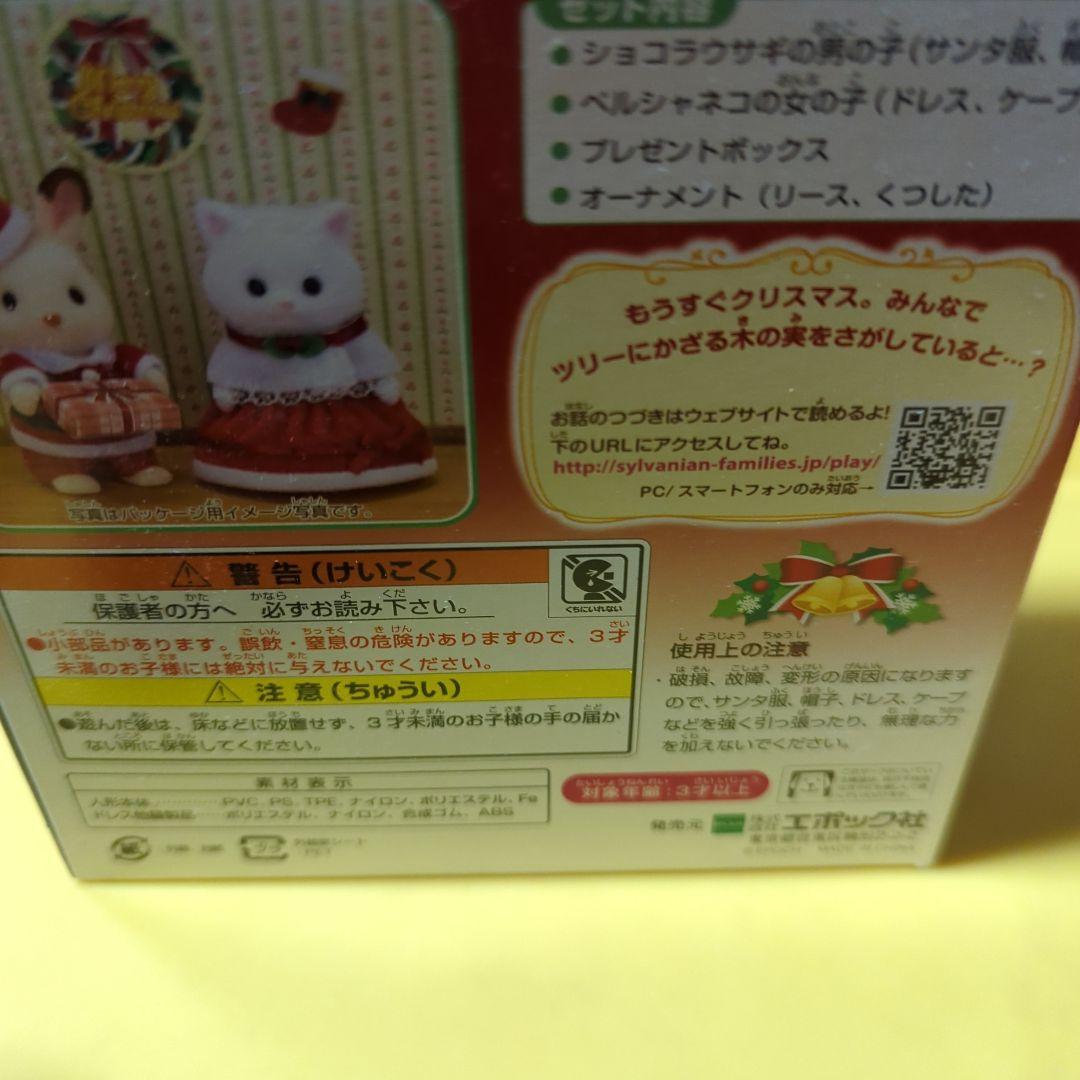 Merry
Christmas
セット内容
● ショコラウサギの男の子(サンタ服、帽
● ペルシャネコの女の子(ドレス、ケープ
● プレゼントボックス
● オーナメント(リース、くつした)
もうすぐクリスマス。みんなで
ツリーにかざる木の実をさがしていると…?
お話のつづきはウェブサイトで読めるよ!
下のURLにアクセスしてね。
http://sylvanian-families.jp/play/
PC/スマートフォンのみ対応→
写真はパッケージ用イメージ写真です。
警告(けいこく)
くちにいれない
保護者の方へ 必ずお読み下さい。
●小部品があります。誤飲・窒息の危険がありますので、3才
未満のお子様には絶対に与えないでください。
注意(ちゅうい)
●遊んだ後は、床などに放置せず、3才未満のお子様の手の届か
ない所に保管してください。
使用上の注意
・破損、故障、変形の原因になります
ので、サンタ服、帽子、ドレス、ケープ
などを強く引っ張ったり、無理な力
を加えないでください。
素材表示
人形本体…………PVC、PS、TPE、ナイロン、ポリエステル、Fe
ドレス他縫製品………ポリエステル、ナイロン、合成ゴム、ABS
対象年齢:3才以上
発売元 株式会社エポック社
紙
プラ
MADE IN CHINA